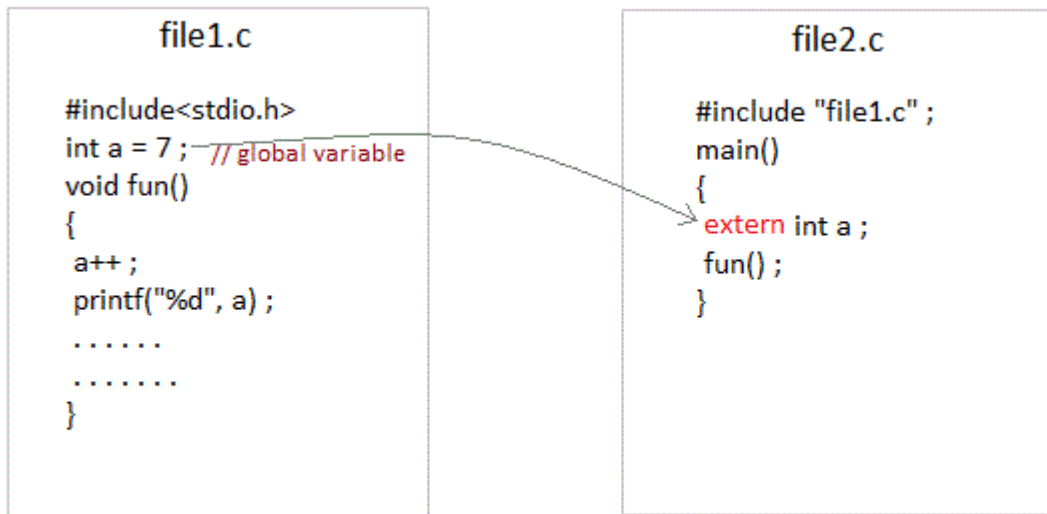 file1.c
#include<stdio.h>
int a = 7 ; // global variable
void fun()
{
a++ ;
printf("%d", a) ;
. . . . . .
. . . . . . .
}
file2.c
#include "file1.c" ;
main()
{
extern int a ;
fun() ;
}